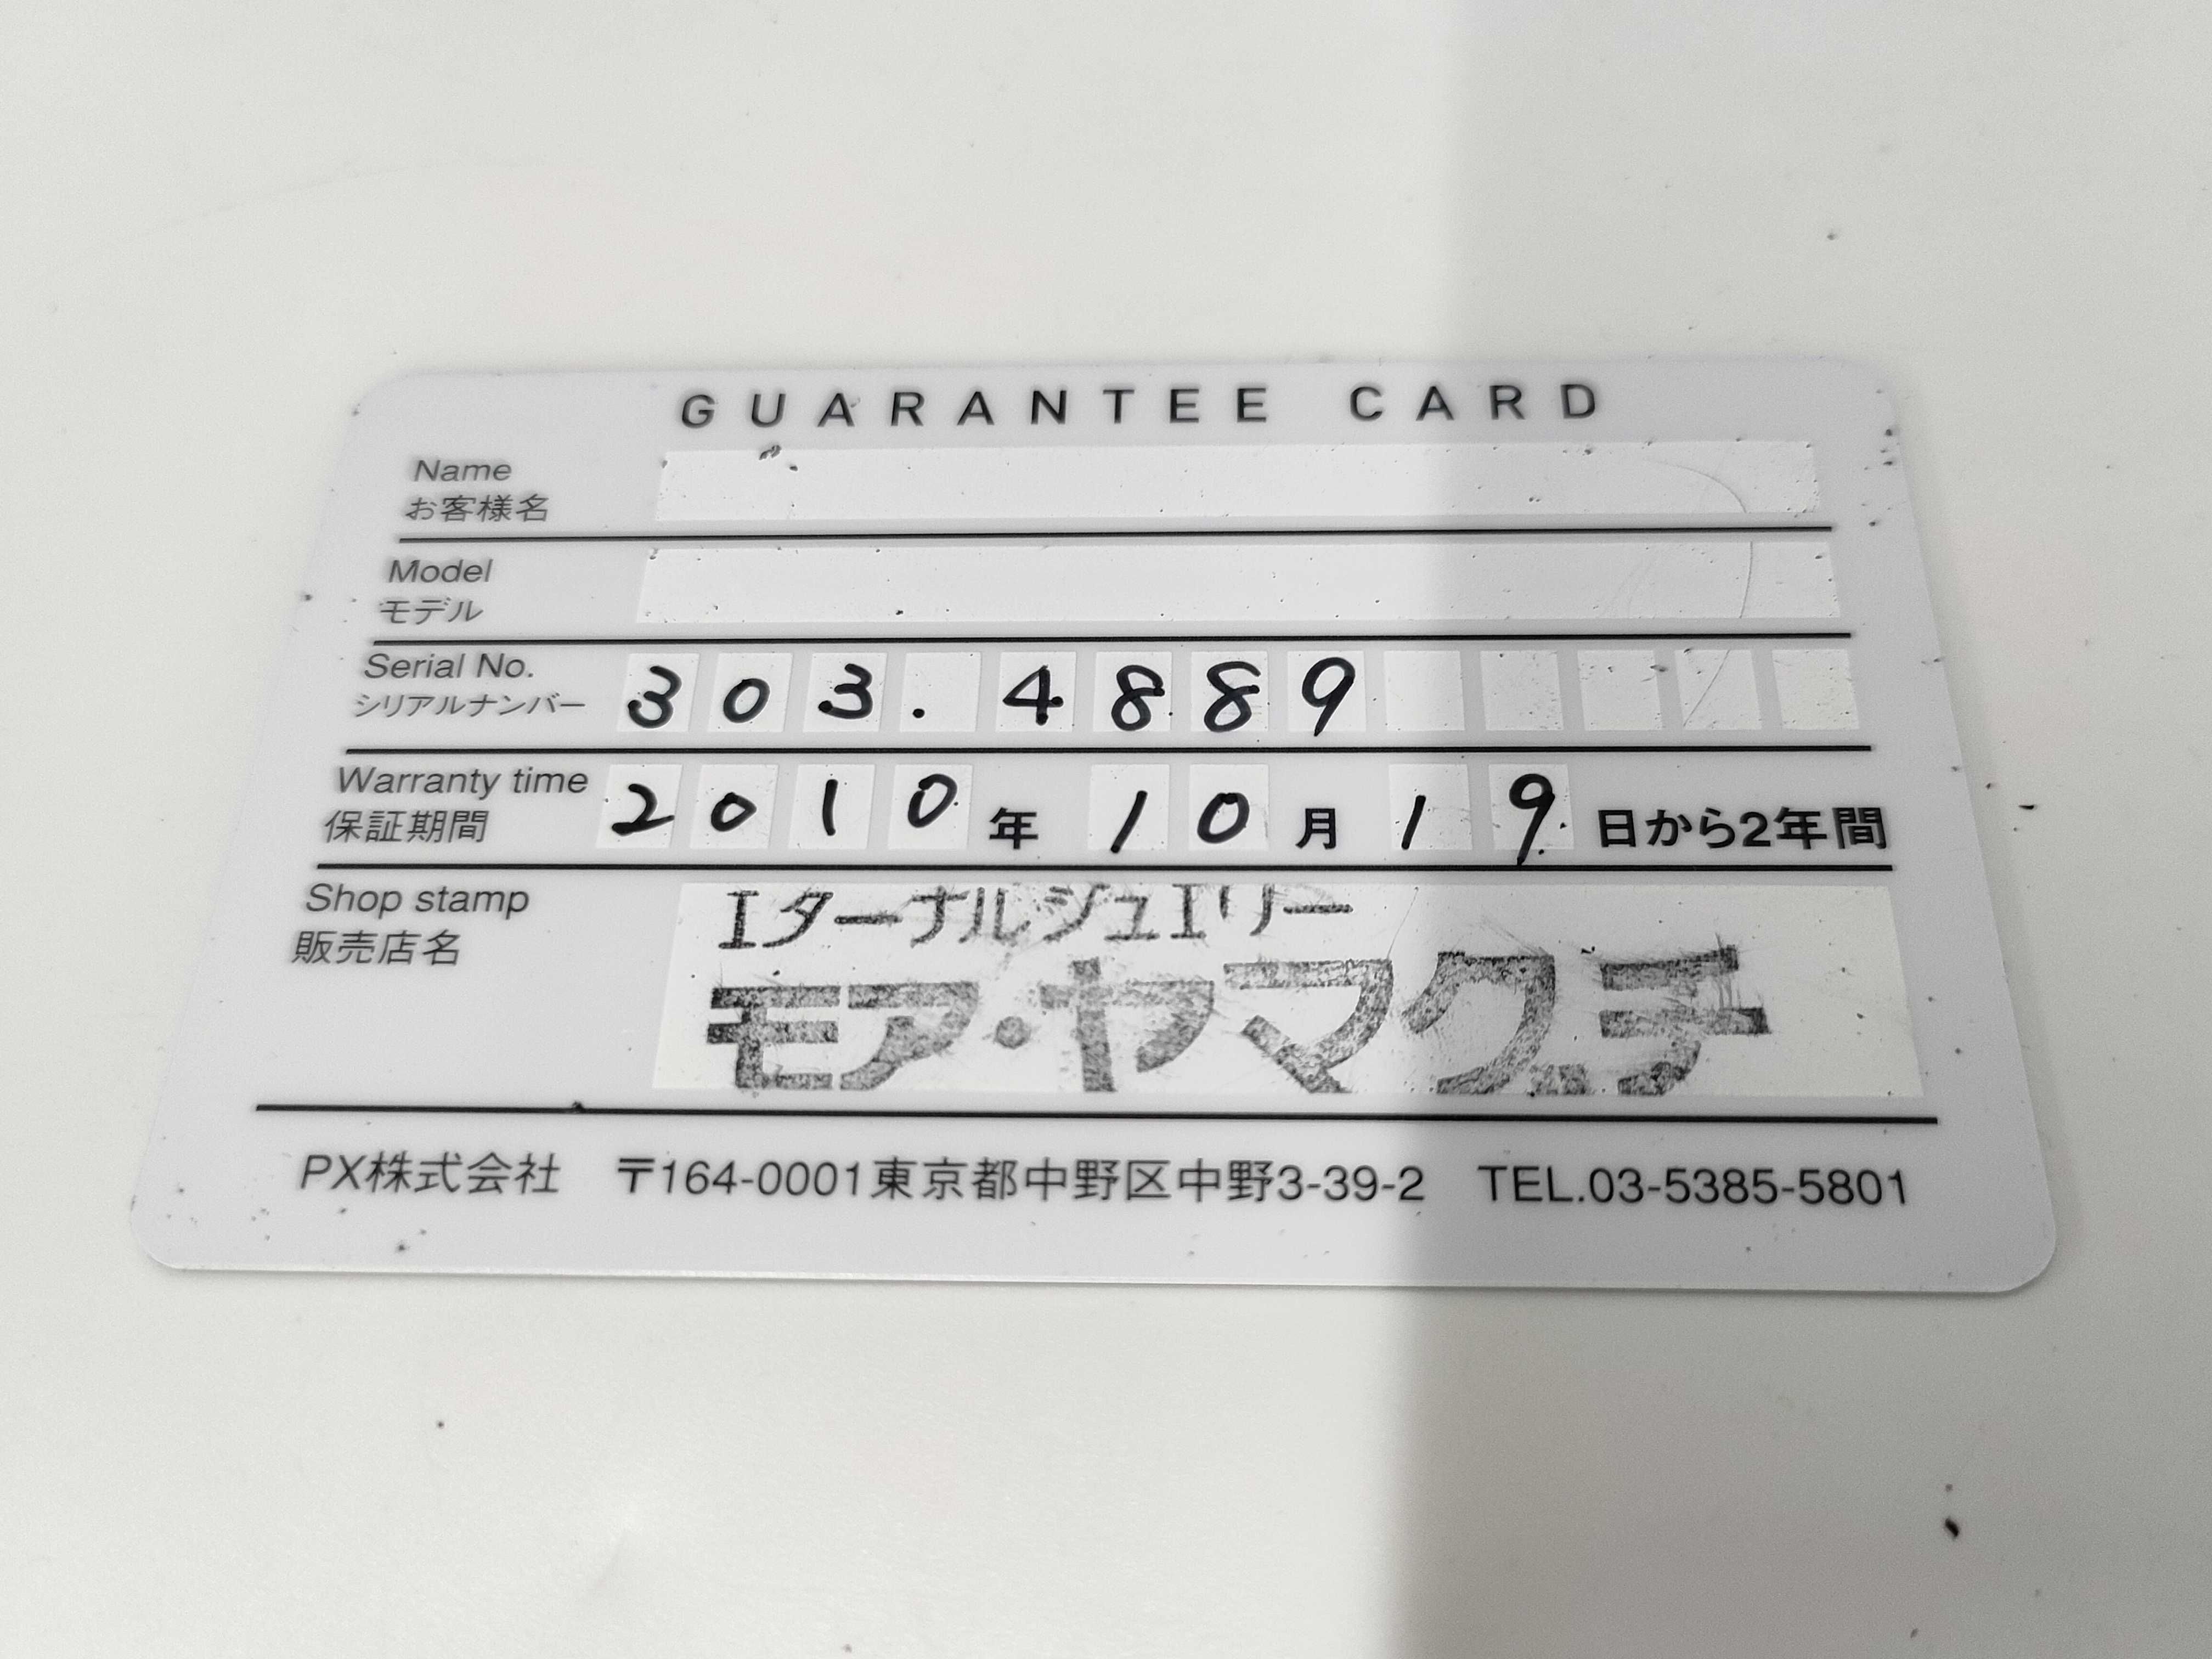 GUARANTEE CARD
Name
お客様名
Model
モデル
Serial No.
シリアルナンバー
303.4889
Warranty time
保証期間
2010年10月19日から2年間
Shop stamp
販売店名
エターナルジュエリー
モア・ヤマクチ
PX株式会社 〒164-0001東京都中野区中野3-39-2 TEL.03-5385-5801